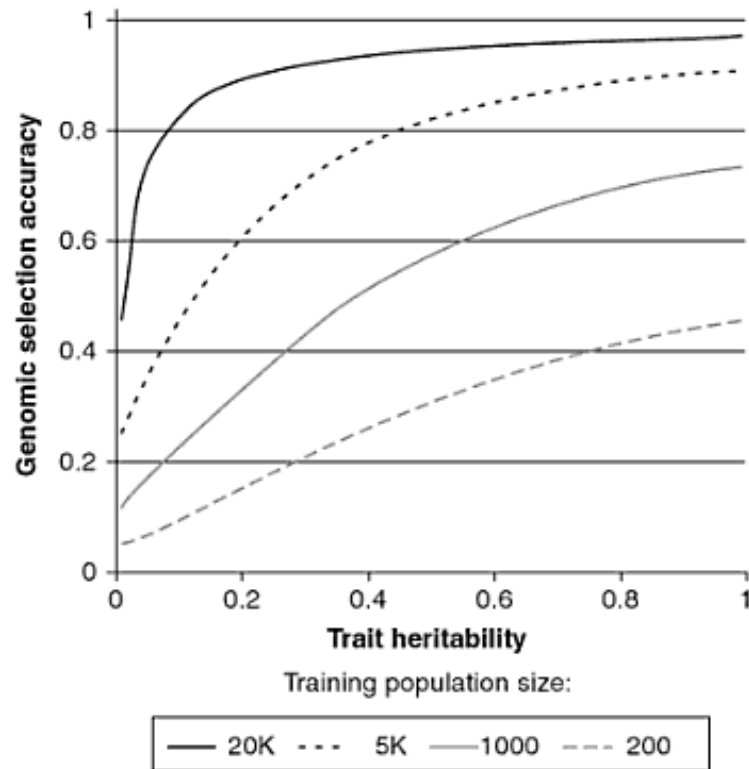 1
0.8
0.6
0.4
0.2
0
Genomic selection accuracy
0 0.2 0.4 0.6 0.8 1
Trait heritability
Training population size:
20K 5K 1000 200